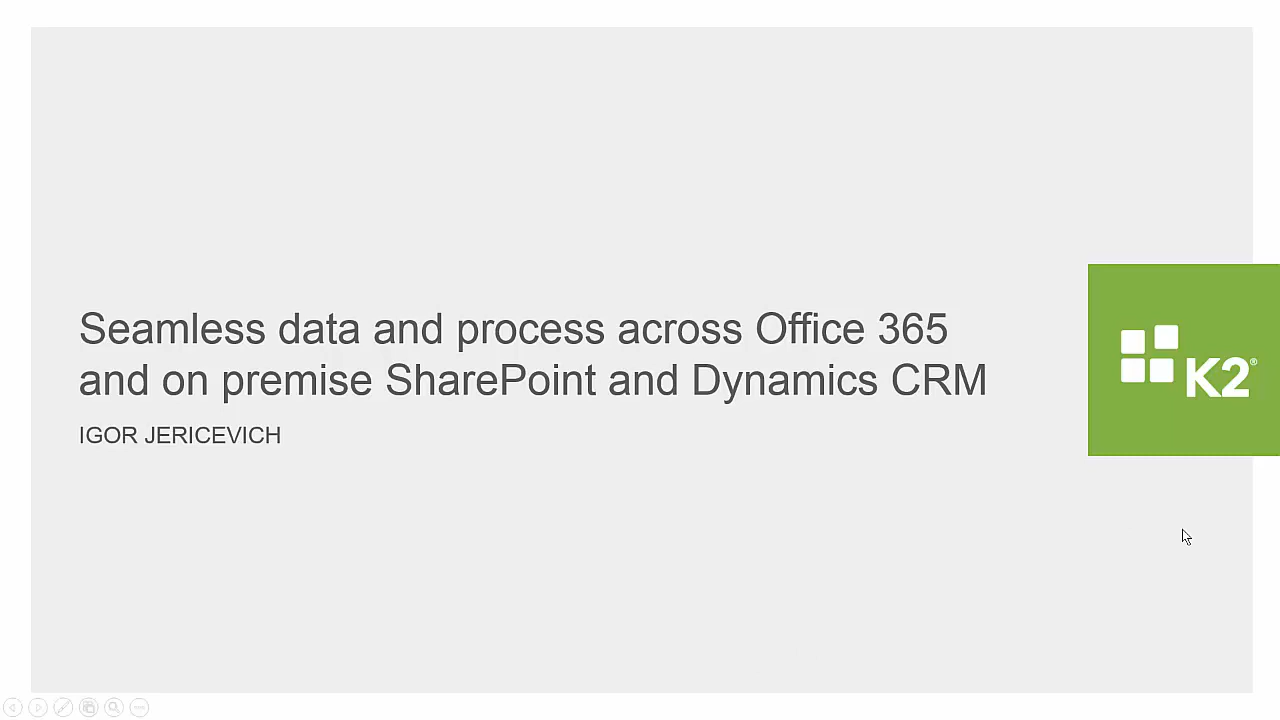 Seamless data and process across Office 365
and on premise SharePoint and Dynamics CRM
IGOR JERICEVICH
K2®